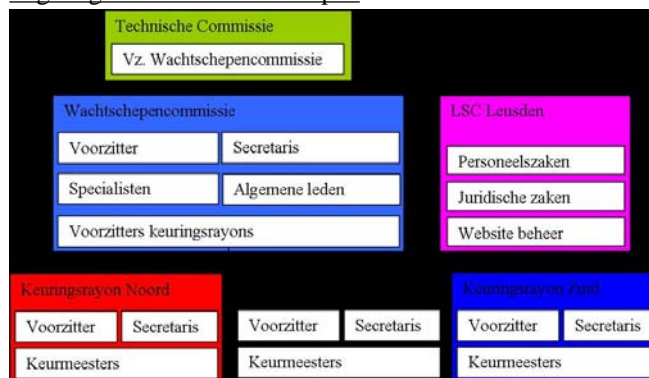 Technische Commissie
Vz. Wachtschepencommissie
Wachtschepencommissie
Voorzitter
Secretaris
Specialisten
Algemene leden
Voorzitters keuringsrayons
LSC Leusden
Personeelszaken
Juridische zaken
Website beheer
Keuringsrayon Noord
Voorzitter
Secretaris
Keurmeesters
Voorzitter
Secretaris
Keurmeesters
Keuringsrayon Zuid
Voorzitter
Secretaris
Keurmeesters